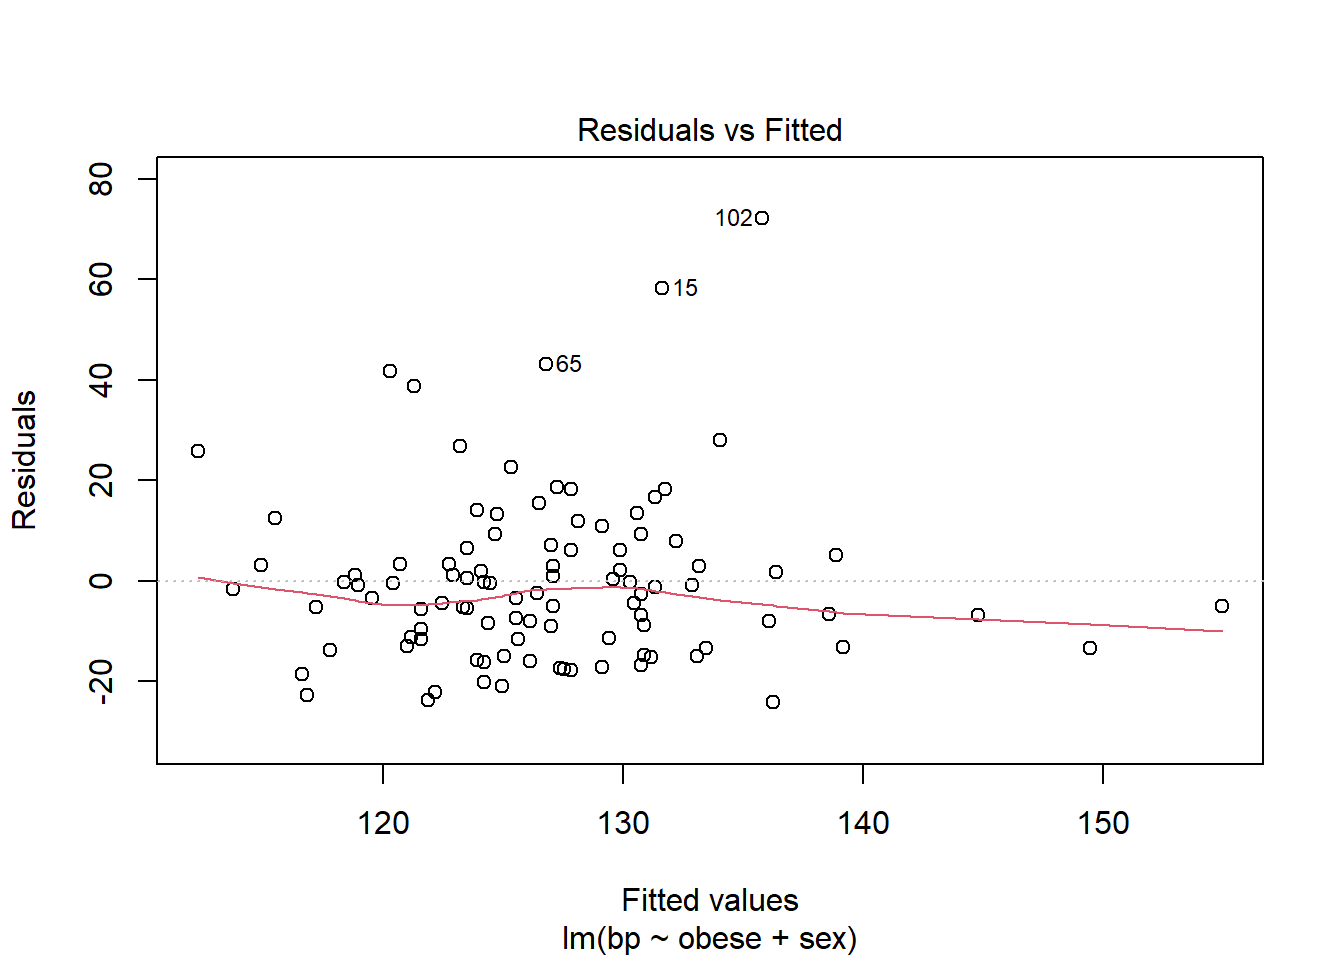 Residuals vs Fitted
80
60
40
20
0
-20
Residuals
102
15
65
120 130 140 150
Fitted values
lm(bp ~ obese + sex)